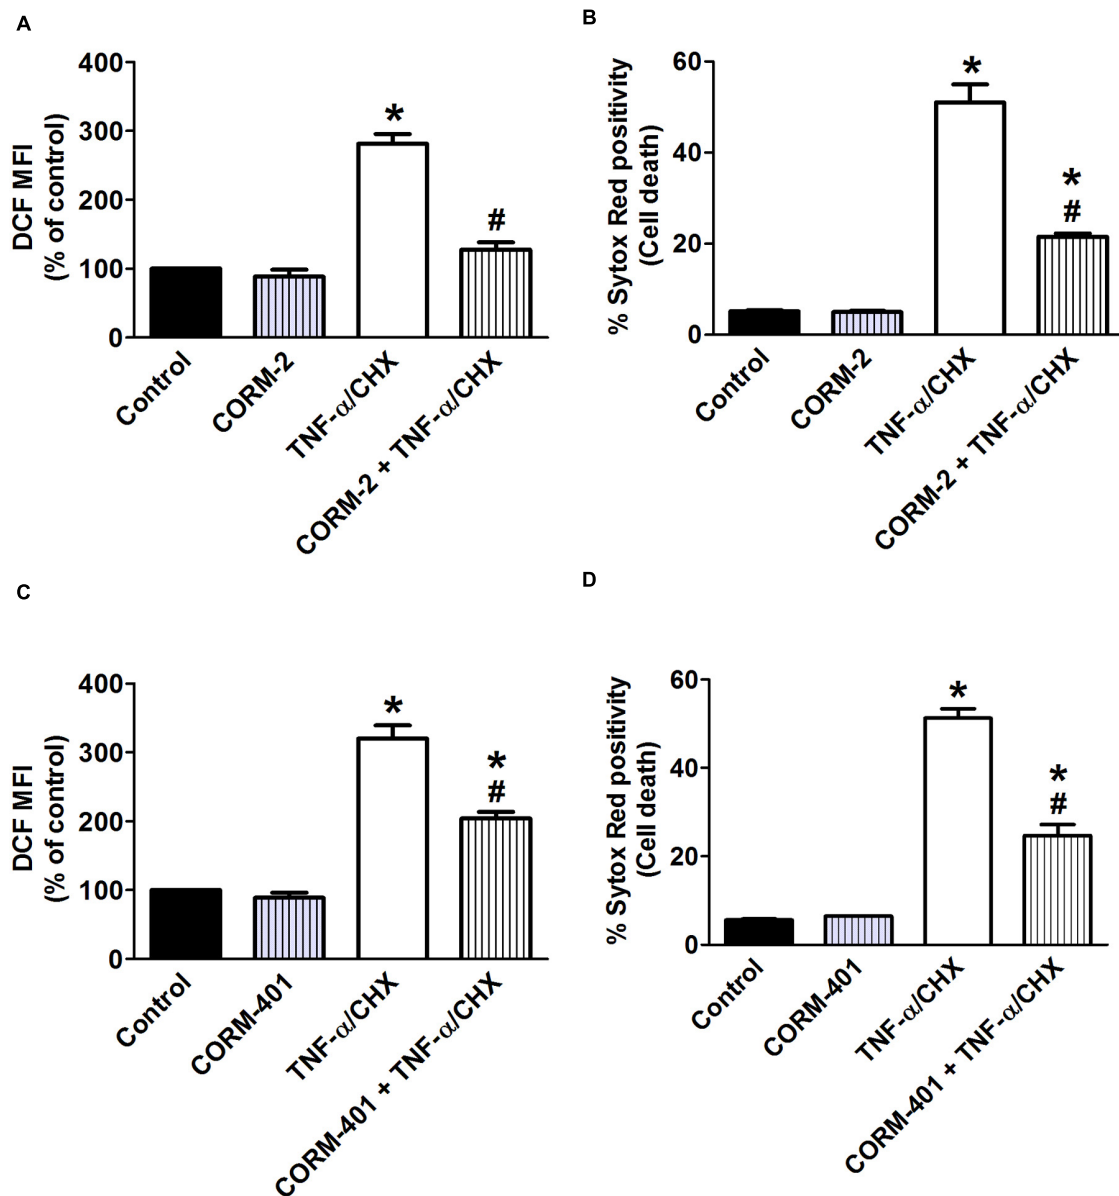 A
DCF MFI
(% of control)
400
300
200
100
0
*
#
Control
CORM-2
TNF-α/CHX
CORM-2 + TNF-α/CHX
B
% Sytox Red positivity
(Cell death)
60
40
20
0
*
*
#
Control
CORM-2
TNF-α/CHX
CORM-2 + TNF-α/CHX
C
DCF MFI
(% of control)
400
300
200
100
0
*
*
#
Control
CORM-401
TNF-α/CHX
CORM-401 + TNF-α/CHX
D
% Sytox Red positivity
(Cell death)
60
40
20
0
*
*
#
Control
CORM-401
TNF-α/CHX
CORM-401 + TNF-α/CHX